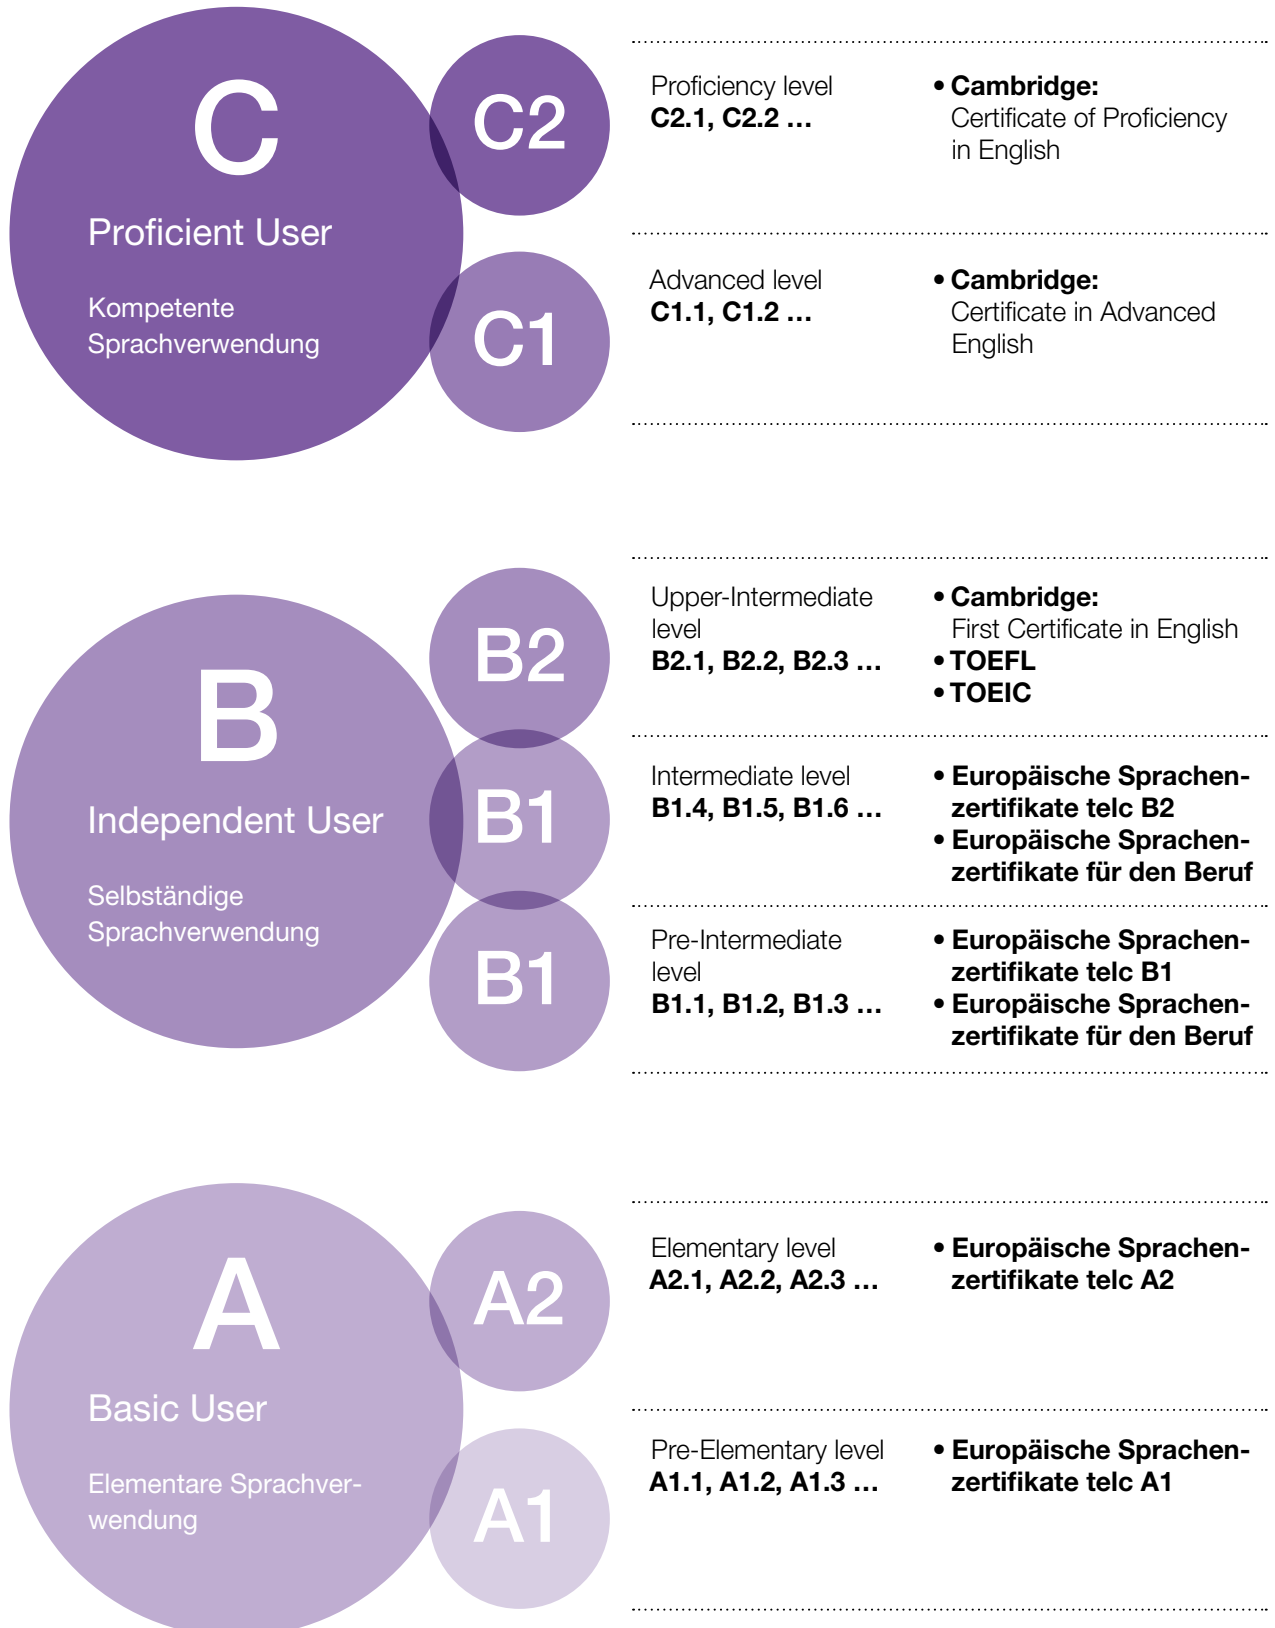 C
Proficient User
Kompetente
Sprachverwendung
C2
Proficiency level
C2.1, C2.2 …
• Cambridge:
Certificate of Proficiency
in English
C1
Advanced level
C1.1, C1.2 …
• Cambridge:
Certificate in Advanced
English
B
Independent User
Selbständige
Sprachverwendung
B2
Upper-Intermediate
level
B2.1, B2.2, B2.3 …
• Cambridge:
First Certificate in English
• TOEFL
• TOEIC
B1
Intermediate level
B1.4, B1.5, B1.6 …
• Europäische Sprachen-
zertifikate telc B2
• Europäische Sprachen-
zertifikate für den Beruf
B1
Pre-Intermediate
level
B1.1, B1.2, B1.3 …
• Europäische Sprachen-
zertifikate telc B1
• Europäische Sprachen-
zertifikate für den Beruf
A
Basic User
Elementare Sprachver-
wendung
A2
Elementary level
A2.1, A2.2, A2.3 …
• Europäische Sprachen-
zertifikate telc A2
A1
Pre-Elementary level
A1.1, A1.2, A1.3 …
• Europäische Sprachen-
zertifikate telc A1